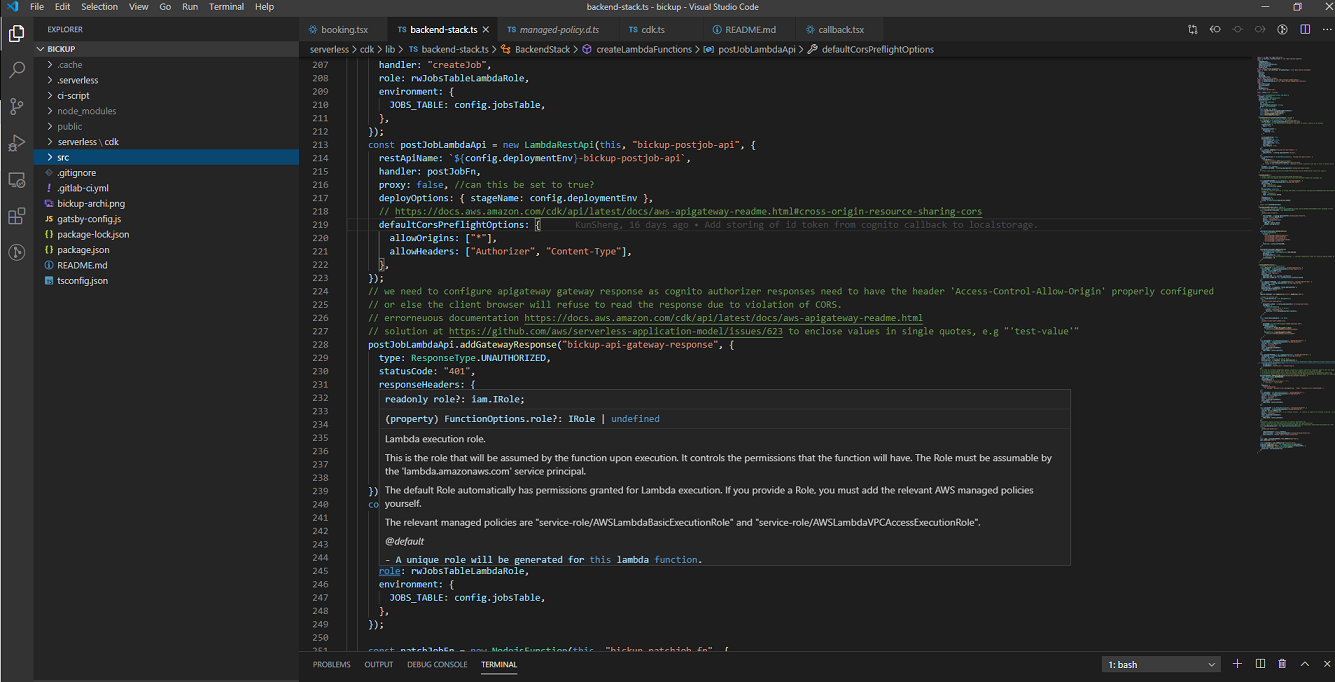 File Edit Selection View Go Run Terminal Help
backend-stack.ts - bickup - Visual Studio Code
EXPLORER
BICKUP
.cache
.serverless
ci-script
node_modules
public
serverless \ cdk
src
.gitignore
.gitlab-ci.yml
bickup-archi.png
gatsby-config.js
package-lock.json
package.json
README.md
tsconfig.json
booking.tsx
TS backend-stack.ts
TS managed-policy.d.ts
TS cdk.ts
README.md
callback.tsx
serverless > cdk > lib > TS backend-stack.ts > BackendStack > createLambdaFunctions > postJobLambdaApi > defaultCorsPreflightOptions
207 handler: "createJob",
208 role: rwJobsTableLambdaRole,
209 environment: {
210 JOBS_TABLE: config.jobsTable,
211 },
212 });
213 const postJobLambdaApi = new LambdaRestApi(this, "bickup-postjob-api", {
214 restApiName: `${config.deploymentEnv}-bickup-postjob-api`,
215 handler: postJobFn,
216 proxy: false, //can this be set to true?
217 deployOptions: { stageName: config.deploymentEnv },
218 // https://docs.aws.amazon.com/cdk/api/latest/docs/aws-apigateway-readme.html#cross-origin-resource-sharing-cors
219 defaultCorsPreflightOptions: { KunSheng, 16 days ago • Add storing of id token from cognito callback to localstorage.
220 allowOrigins: ["*"],
221 allowHeaders: ["Authorizer", "Content-Type"],
222 },
223 });
224 // we need to configure apigateway gateway response as cognito authorizer responses need to have the header 'Access-Control-Allow-Origin' properly configured
225 // or else the client browser will refuse to read the response due to violation of CORS.
226 // errorneuous documentation https://docs.aws.amazon.com/cdk/api/latest/docs/aws-apigateway-readme.html
227 // solution at https://github.com/aws/serverless-application-model/issues/623 to enclose values in single quotes, e.g "'test-value'"
228 postJobLambdaApi.addGatewayResponse("bickup-api-gateway-response", {
229 type: ResponseType.UNAUTHORIZED,
230 statusCode: "401",
231 responseHeaders: {
232
233
234
235
236
237
238
239 })
240 co
241
242
243
244
readonly role?: iam.IRole;
(property) FunctionOptions.role?: IRole | undefined
Lambda execution role.
This is the role that will be assumed by the function upon execution. It controls the permissions that the function will have. The Role must be assumable by
the 'lambda.amazonaws.com' service principal.
The default Role automatically has permissions granted for Lambda execution. If you provide a Role, you must add the relevant AWS managed policies
yourself.
The relevant managed policies are "service-role/AWSLambdaBasicExecutionRole" and "service-role/AWSLambdaVPCAccessExecutionRole".
@default
- A unique role will be generated for this lambda function.
245 role: rwJobsTableLambdaRole,
246 environment: {
247 JOBS_TABLE: config.jobsTable,
248 },
249 });
250
251 const patchJobFn = new NodejsFunction(this, "bickup-patchjob-fn", {
PROBLEMS OUTPUT DEBUG CONSOLE TERMINAL
1: bash